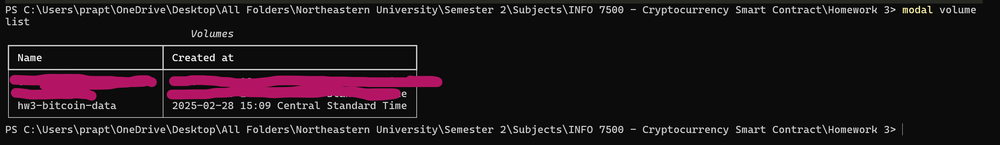 PS C:\Users\prapt\OneDrive\Desktop\All Folders\Northeastern University\Semester 2\Subjects\INFO 7500 - Cryptocurrency Smart Contract\Homework 3> modal volume
list
Volumes
Name Created at
hw3-bitcoin-data 2025-02-28 15:09 Central Standard Time
PS C:\Users\prapt\OneDrive\Desktop\All Folders\Northeastern University\Semester 2\Subjects\INFO 7500 - Cryptocurrency Smart Contract\Homework 3>